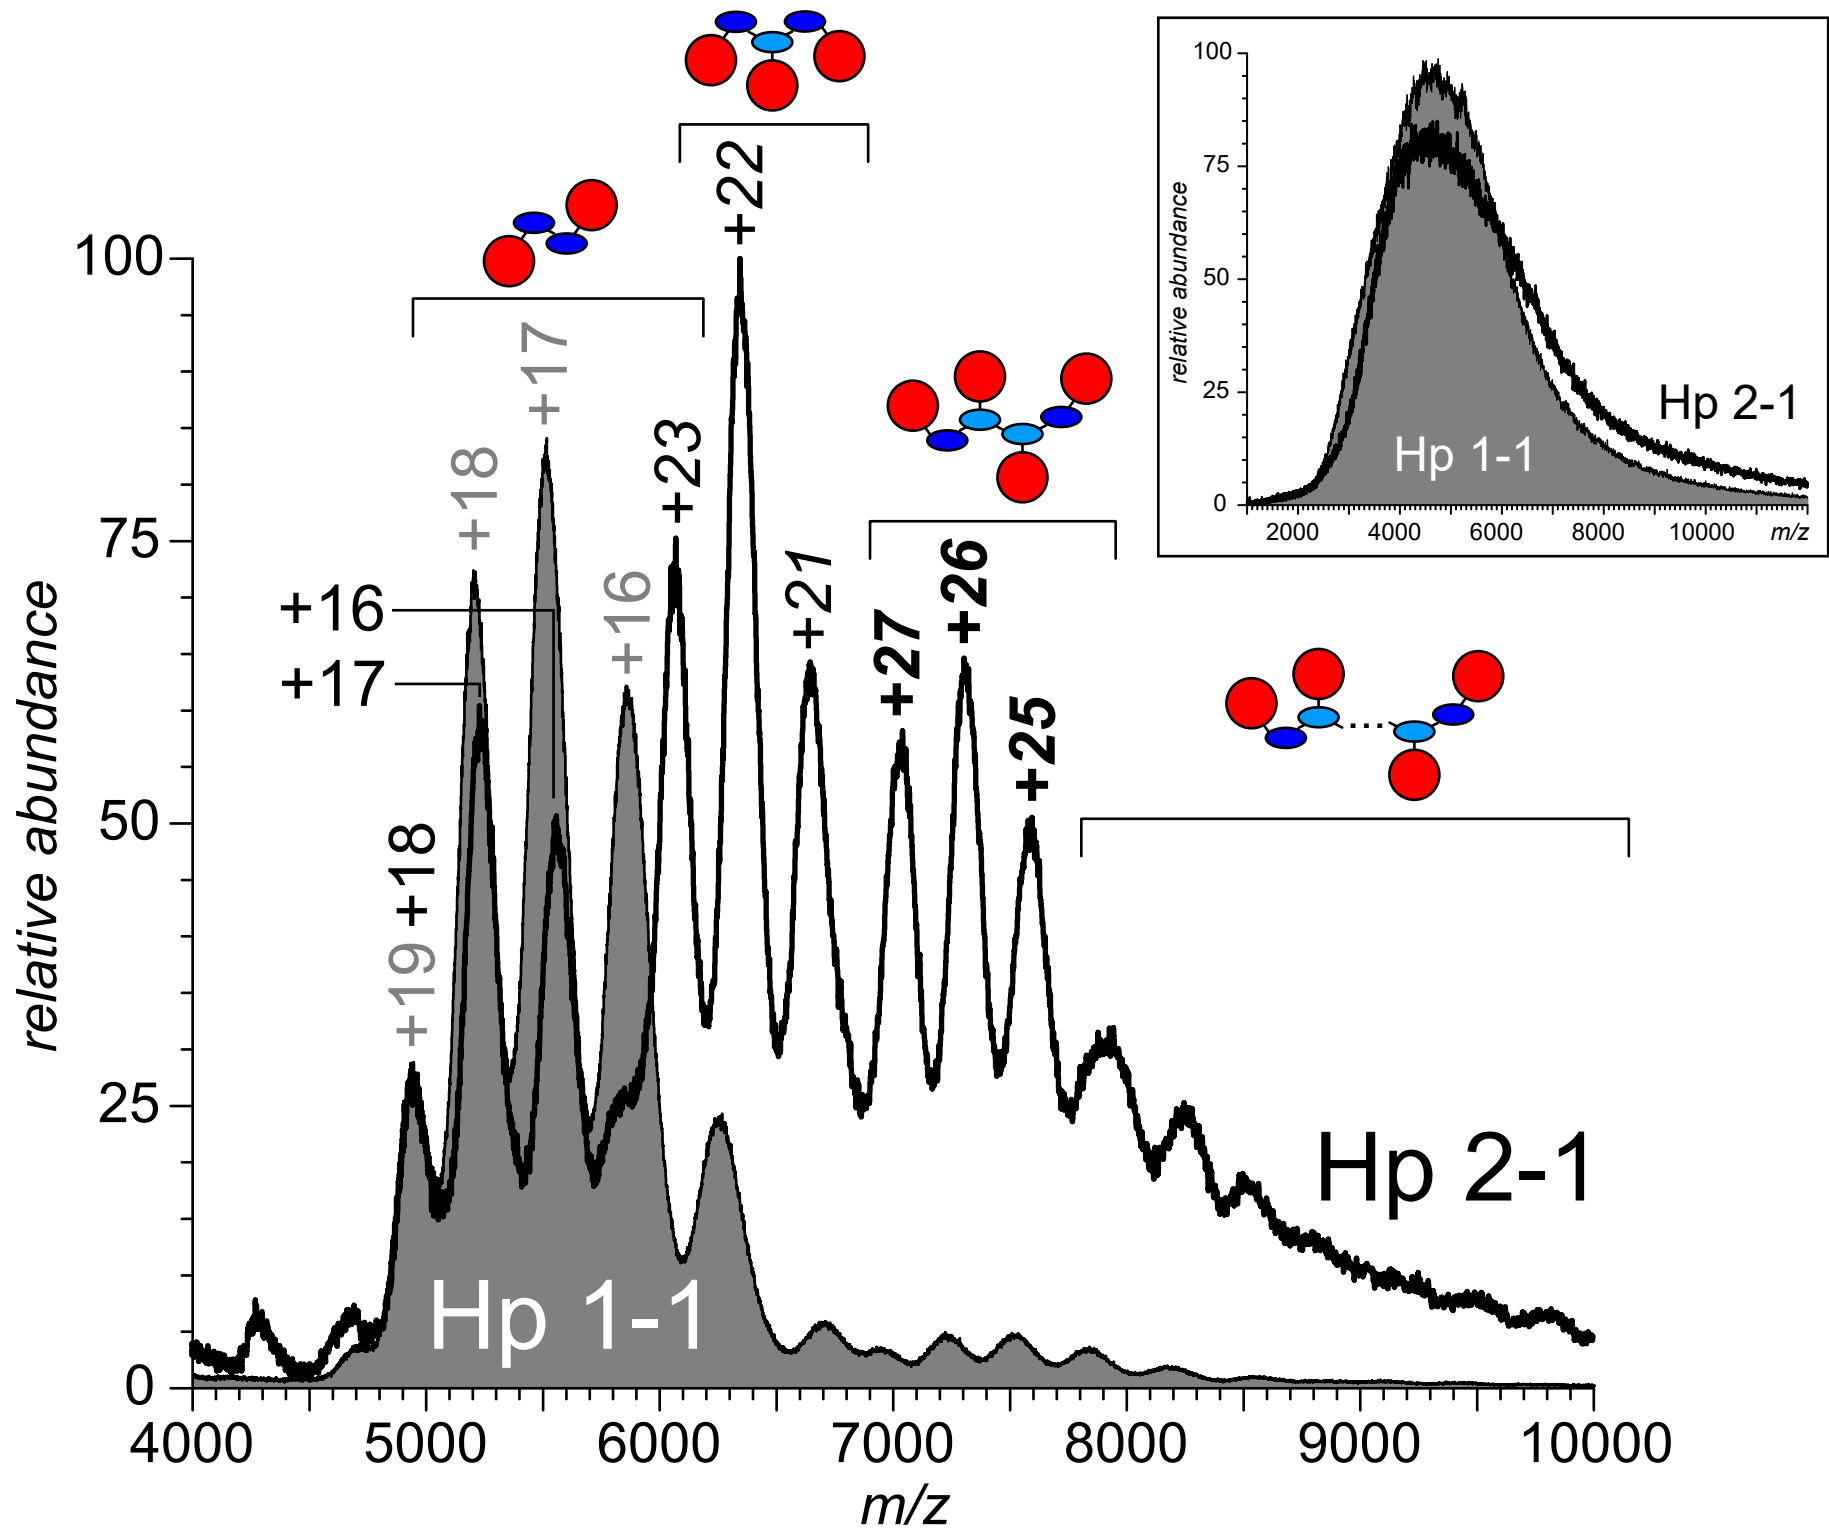 +22
+17
+18
+23
+16
+21
+27
+26
+25
+16
+17
+19 +18
100
75
50
25
0
relative abundance
Hp 1-1
Hp 2-1
4000 5000 6000 7000 8000 9000 10000
m/z
100
75
50
25
0
relative abundance
Hp 2-1
Hp 1-1
2000 4000 6000 8000 10000 m/z